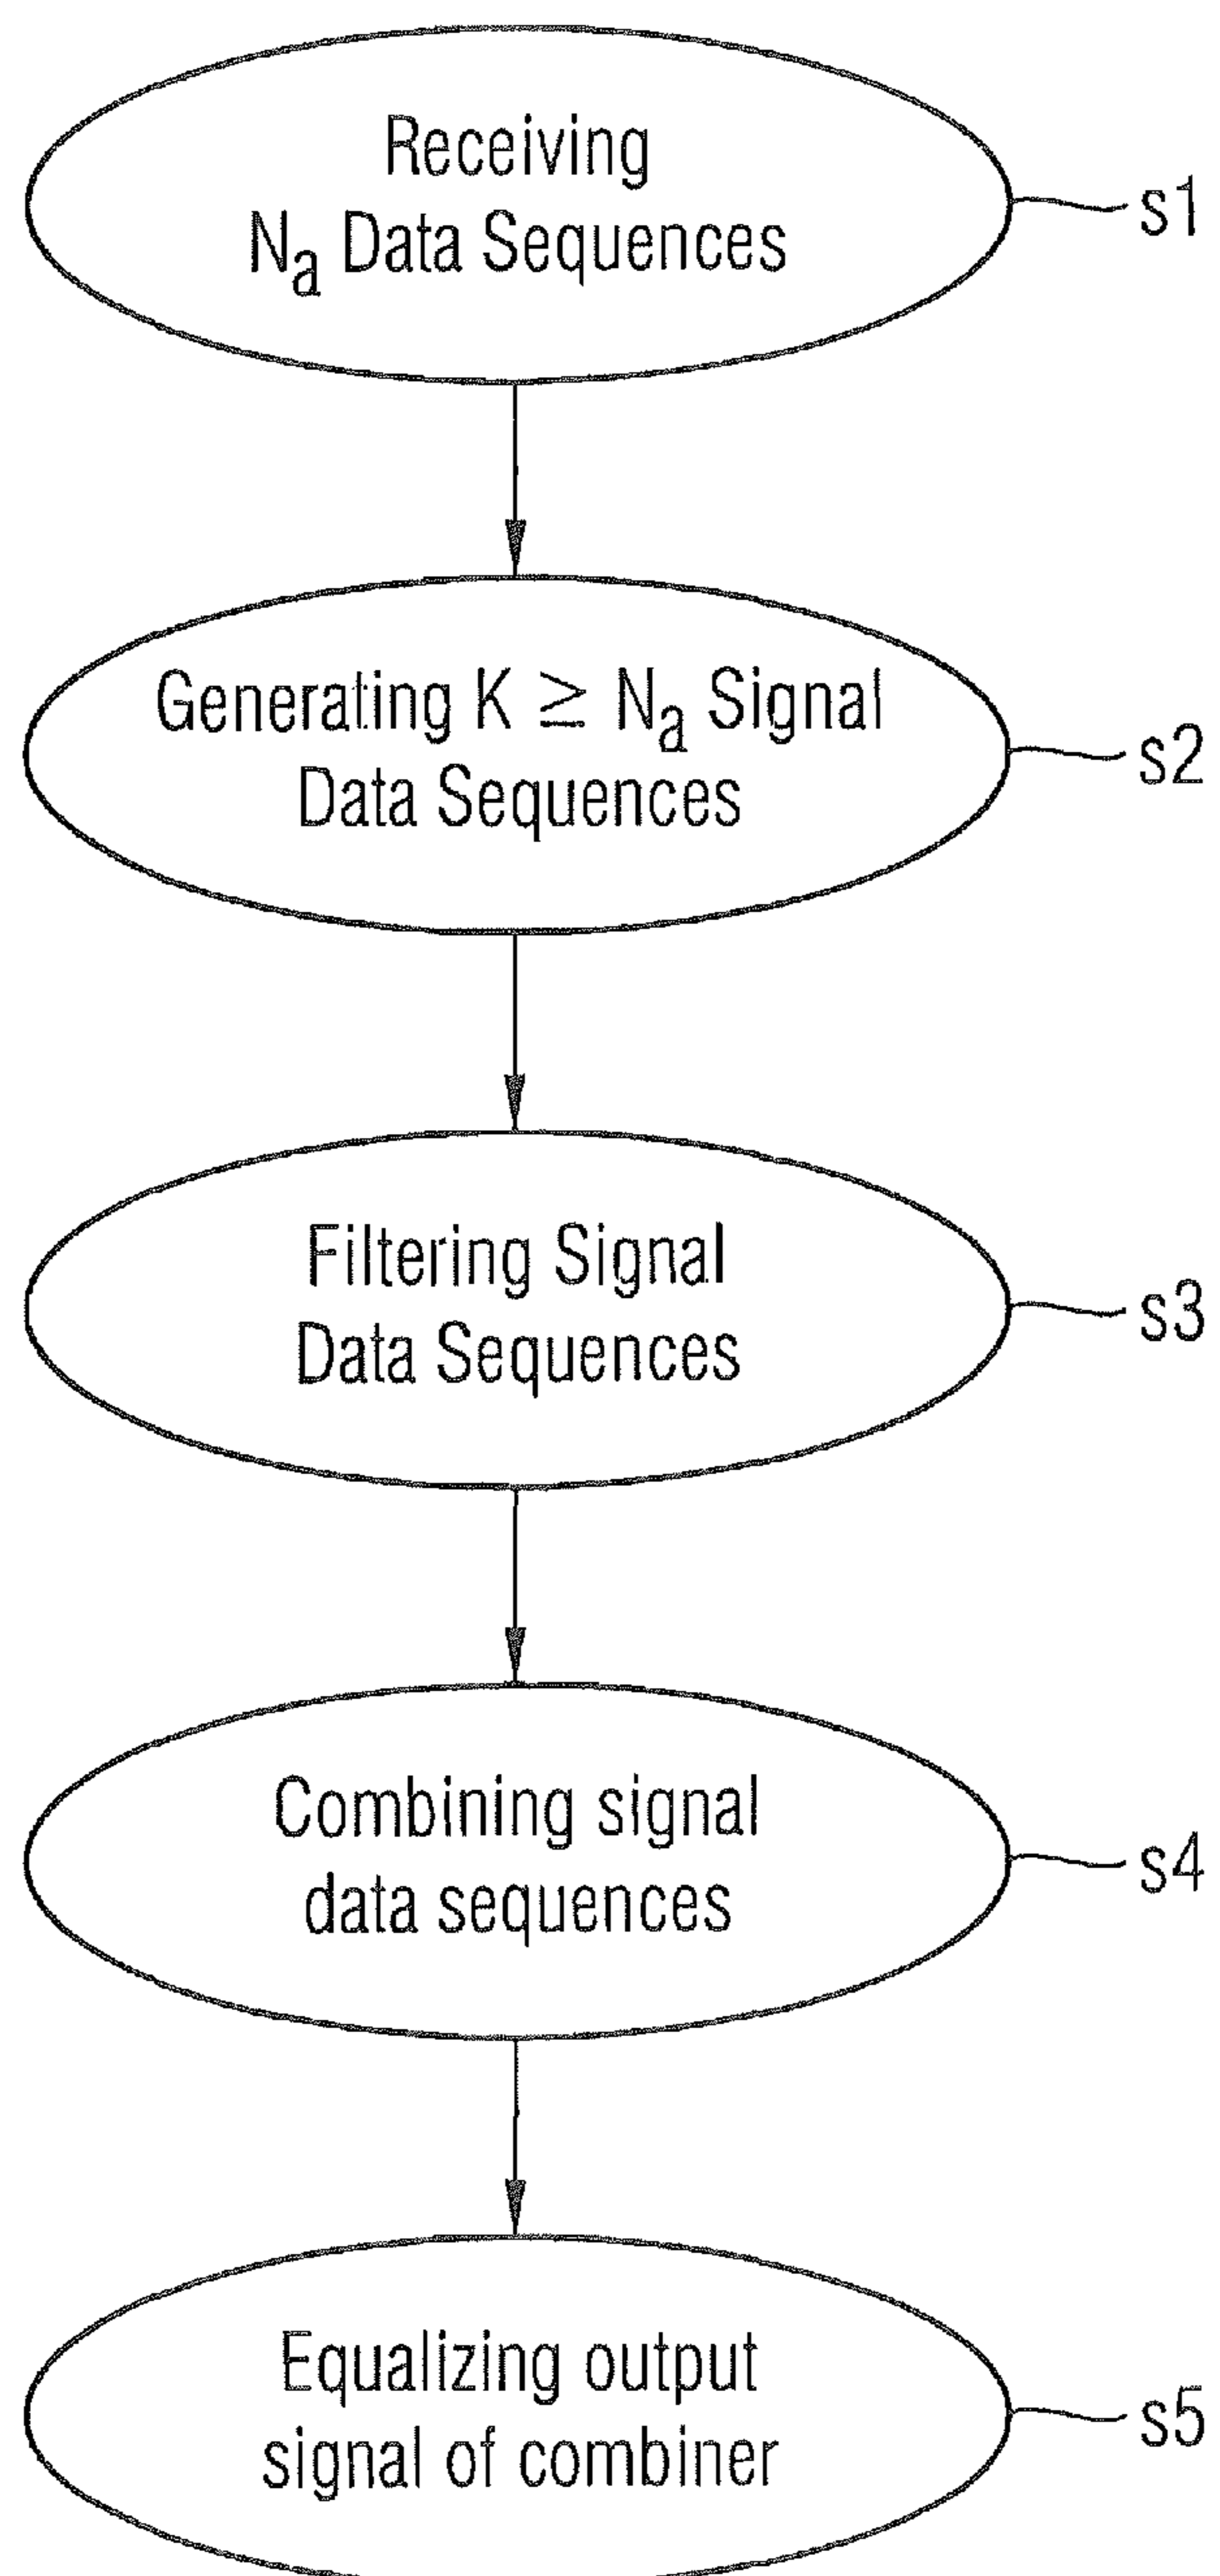 Receiving
Nₐ Data Sequences
s1
Generating K ≥ Nₐ Signal
Data Sequences
s2
Filtering Signal
Data Sequences
s3
Combining signal
data sequences
s4
Equalizing output
signal of combiner
s5